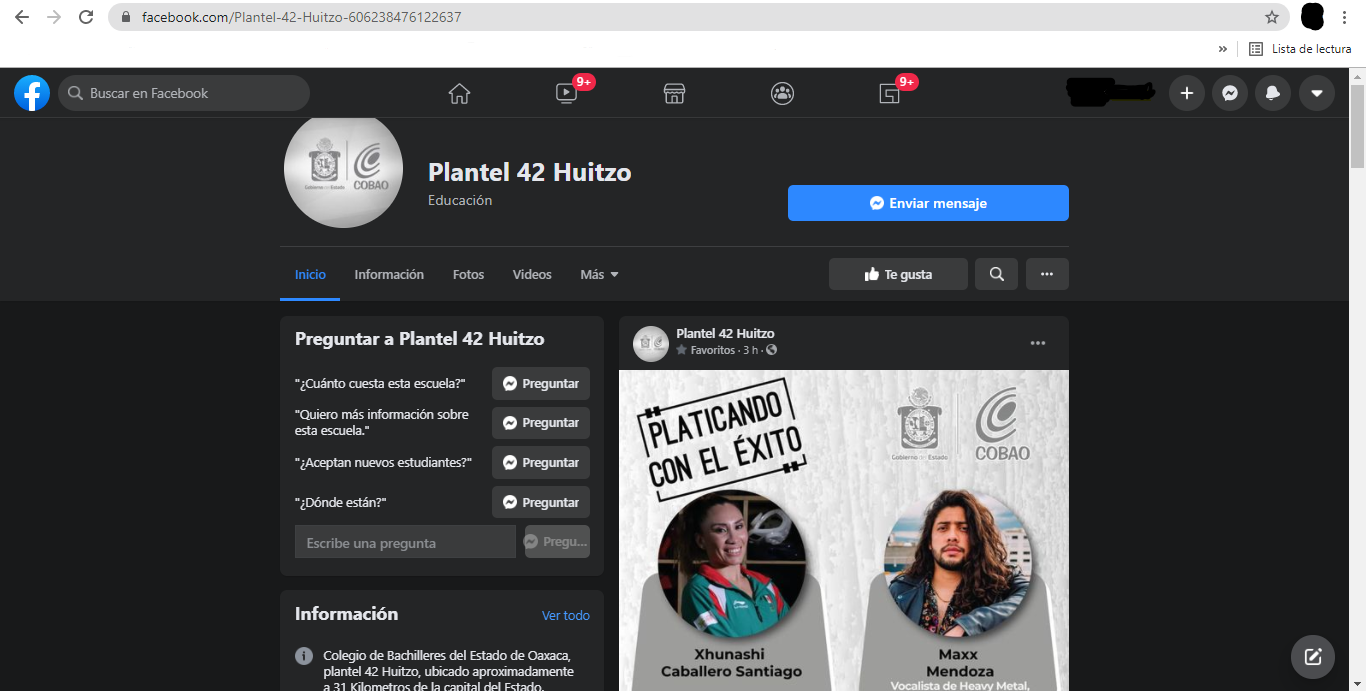 facebook.com/Plantel-42-Huitzo-606238476122637
»
Lista de lectura
Buscar en Facebook
9+
9+
Gobierno del Estado
COBAO
Plantel 42 Huitzo
Educación
Enviar mensaje
Inicio
Información
Fotos
Videos
Más
Te gusta
Preguntar a Plantel 42 Huitzo
"¿Cuánto cuesta esta escuela?"
Preguntar
"Quiero más información sobre
esta escuela."
Preguntar
"¿Aceptan nuevos estudiantes?"
Preguntar
"¿Dónde están?"
Preguntar
Escribe una pregunta
Pregu...
Información
Ver todo
Colegio de Bachilleres del Estado de Oaxaca,
plantel 42 Huitzo, ubicado aproximadamente
a 31 Kilometros de la capital del Estado.
Plantel 42 Huitzo
Favoritos · 3 h ·
PLATICANDO
CON EL ÉXITO
Gobierno del Estado
COBAO
Xhunashi
Caballero Santiago
Maxx
Mendoza
Vocalista de Heavy Metal,